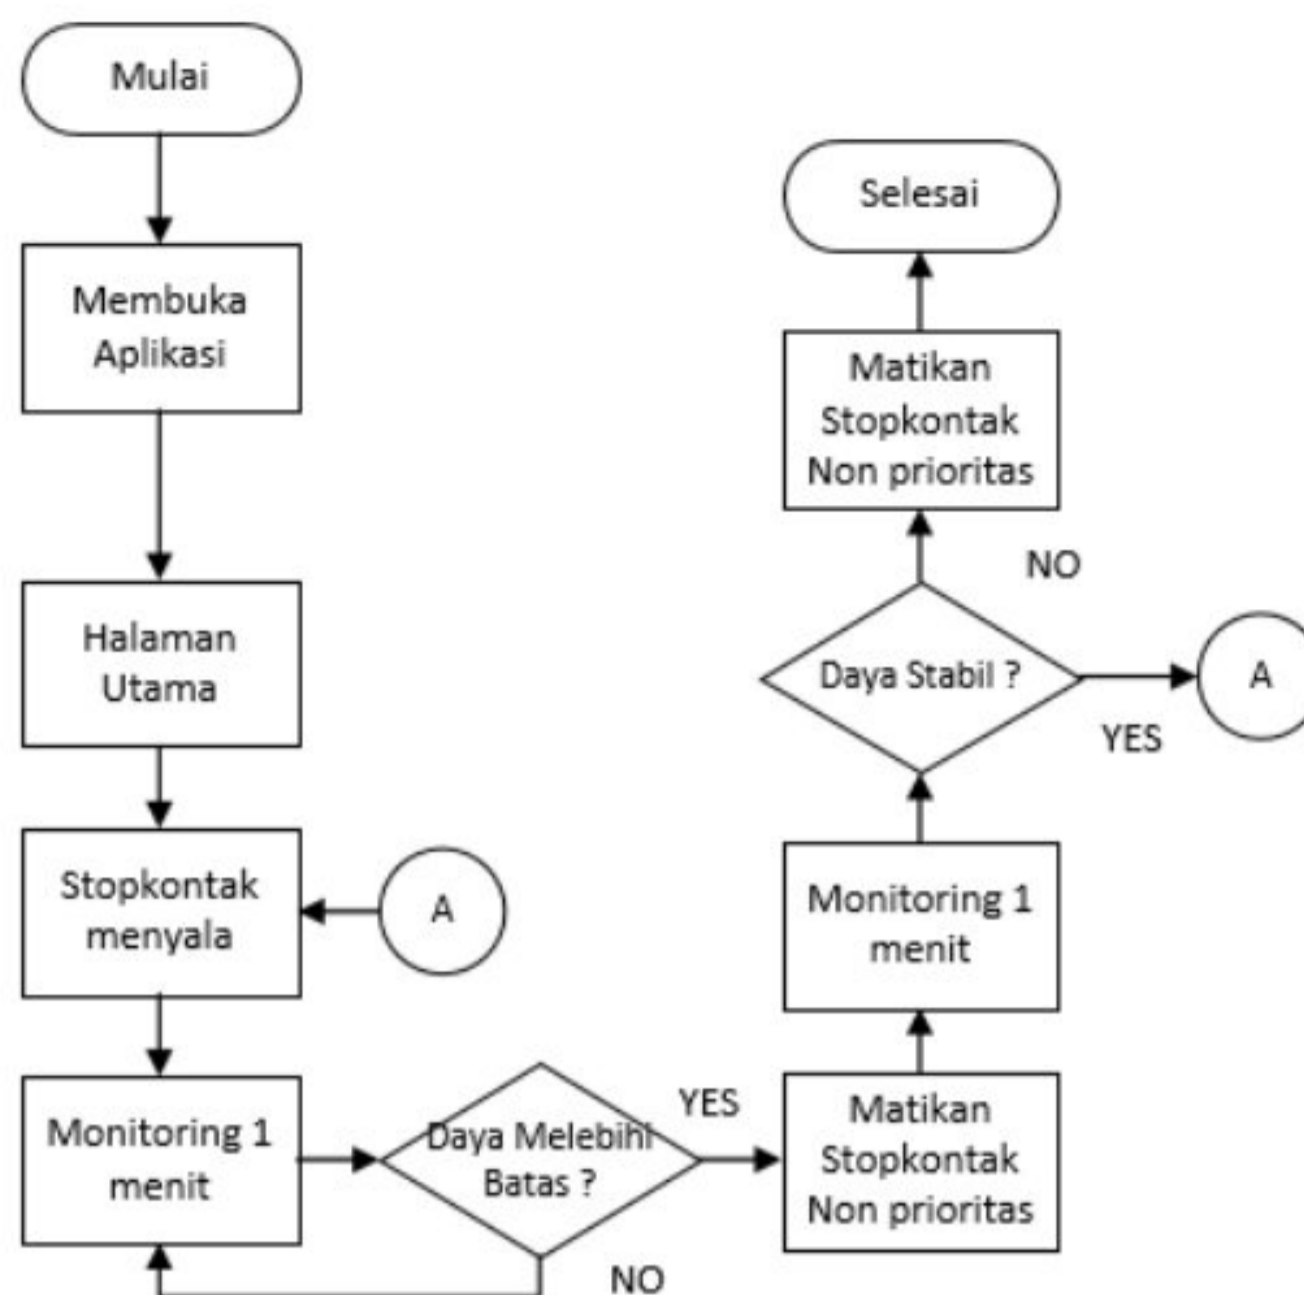 Mulai
Membuka
Aplikasi
Halaman
Utama
Stopkontak
menyala
A
Monitoring 1
menit
Daya Melebihi
Batas ?
NO
YES
Matikan
Stopkontak
Non prioritas
Monitoring 1
menit
Daya Stabil ?
YES
A
NO
Matikan
Stopkontak
Non prioritas
Selesai